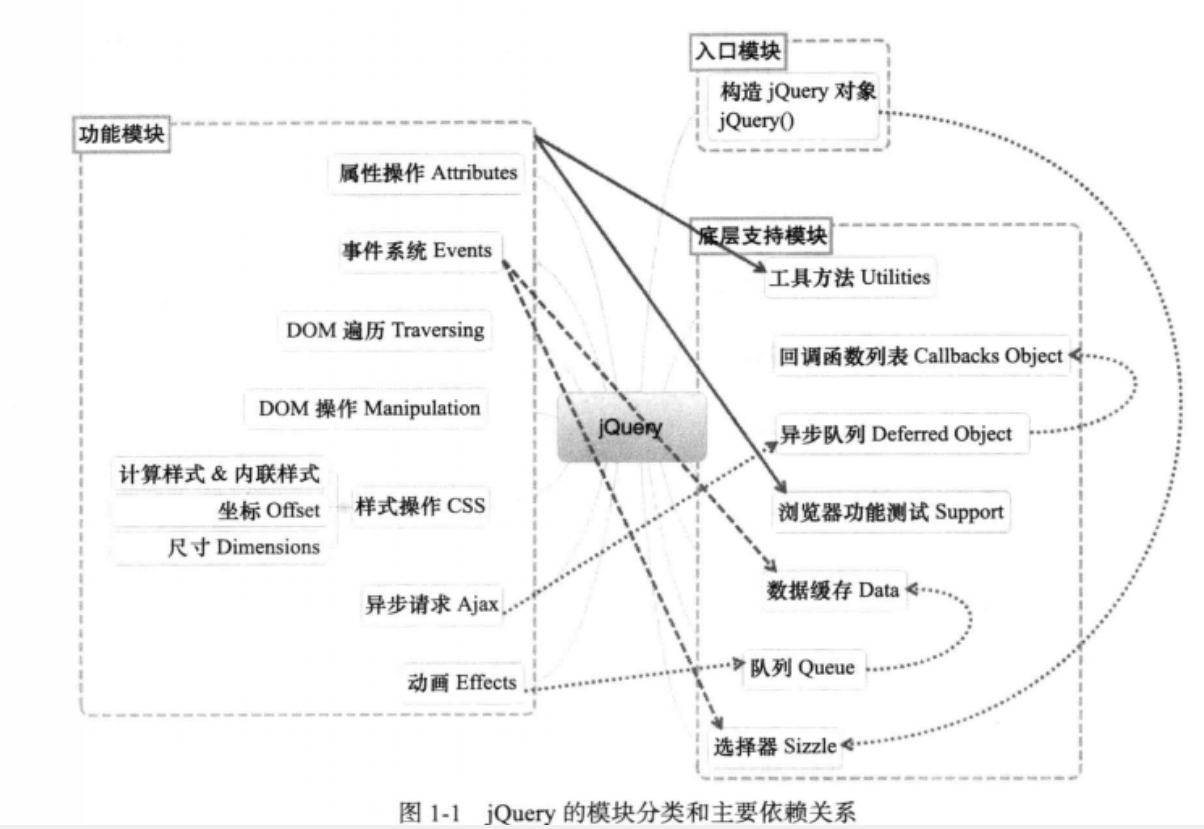 入口模块
构造 jQuery 对象
jQuery()
功能模块
属性操作 Attributes
事件系统 Events
DOM 遍历 Traversing
DOM 操作 Manipulation
计算样式 & 内联样式
坐标 Offset
尺寸 Dimensions
样式操作 CSS
异步请求 Ajax
动画 Effects
jQuery
底层支持模块
工具方法 Utilities
回调函数列表 Callbacks Object
异步队列 Deferred Object
浏览器功能测试 Support
数据缓存 Data
队列 Queue
选择器 Sizzle
图 1-1 jQuery 的模块分类和主要依赖关系